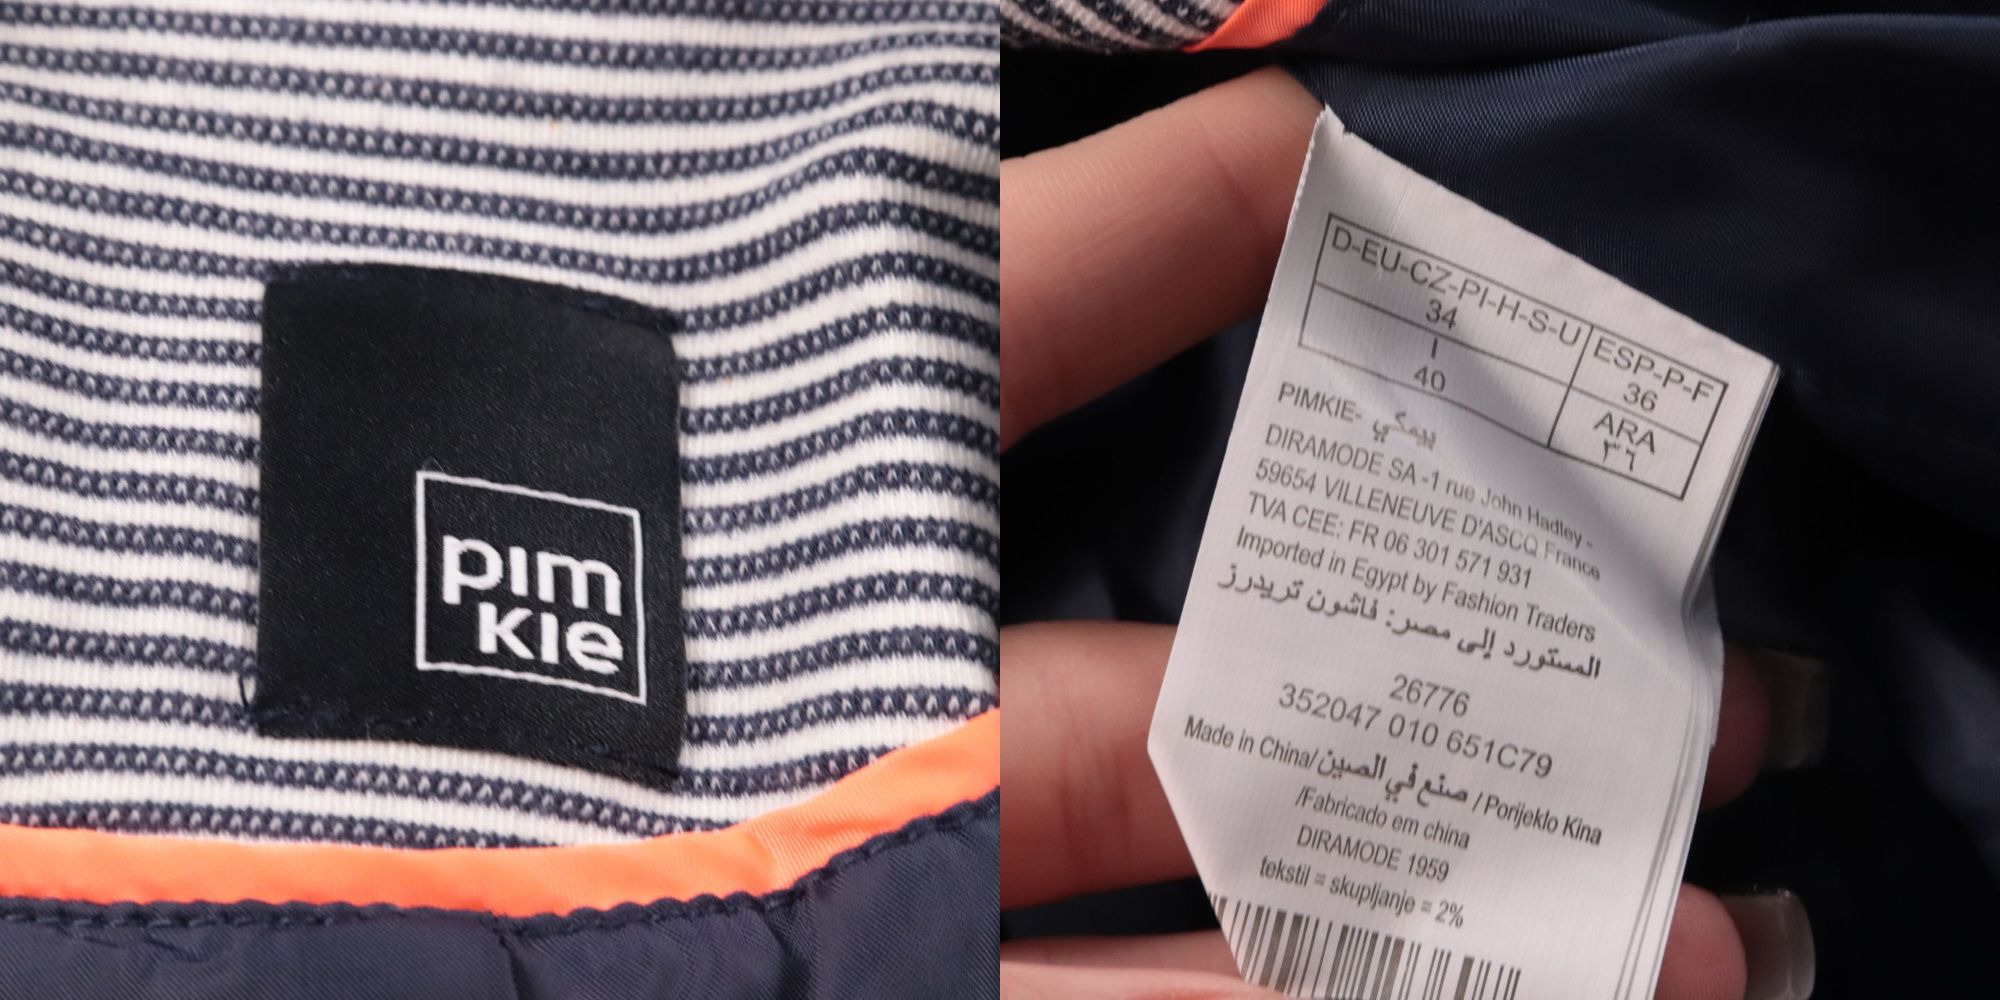 pim
kie
D-EU-CZ-PI-H-S-U
34
ESP-P-F
36
I
40
ARA
٣٦
PIMKIE- بيمكي
DIRAMODE SA -1 rue John Hadley -
59654 VILLENEUVE D'ASCQ France
TVA CEE: FR 06 301 571 931
Imported in Egypt by Fashion Traders
المستورد إلى مصر: فاشون تريدرز
26776
352047 010 651C79
Made in China/صنع في الصين / Porijeklo Kina
/Fabricado em china
DIRAMODE 1959
tekstil = skupljanje = 2%